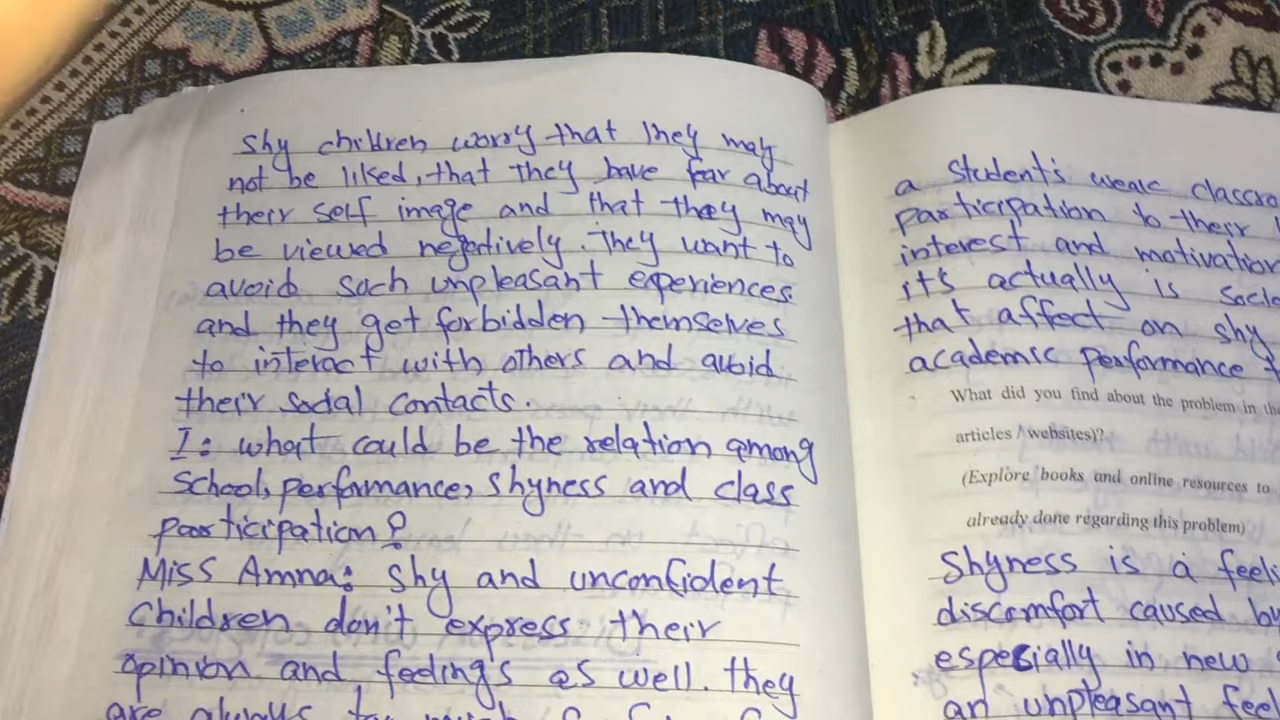 shy children worry that they may
not be liked, that they have fear about
their self image and that they may
be viewed negatively. They want to
avoid such unpleasant experiences
and they get forbidden themselves
to interact with others and avoid
their social contacts.
I: what could be the relation among
School, performance, shyness and class
participation?
Miss Amna: Shy and unconfident
Children don't express their
opinion and feeling's as well. they
are always
a student's weak classro
participation to their
interest and motivation
it's actually is
that affect on shy
academic performance
What did you find about the problem in th
articles / websites)?
(Explore books and online resources to
already done regarding this problem)
Shyness is a feeli
discomfort caused by
especially in new
an unpleasant feel